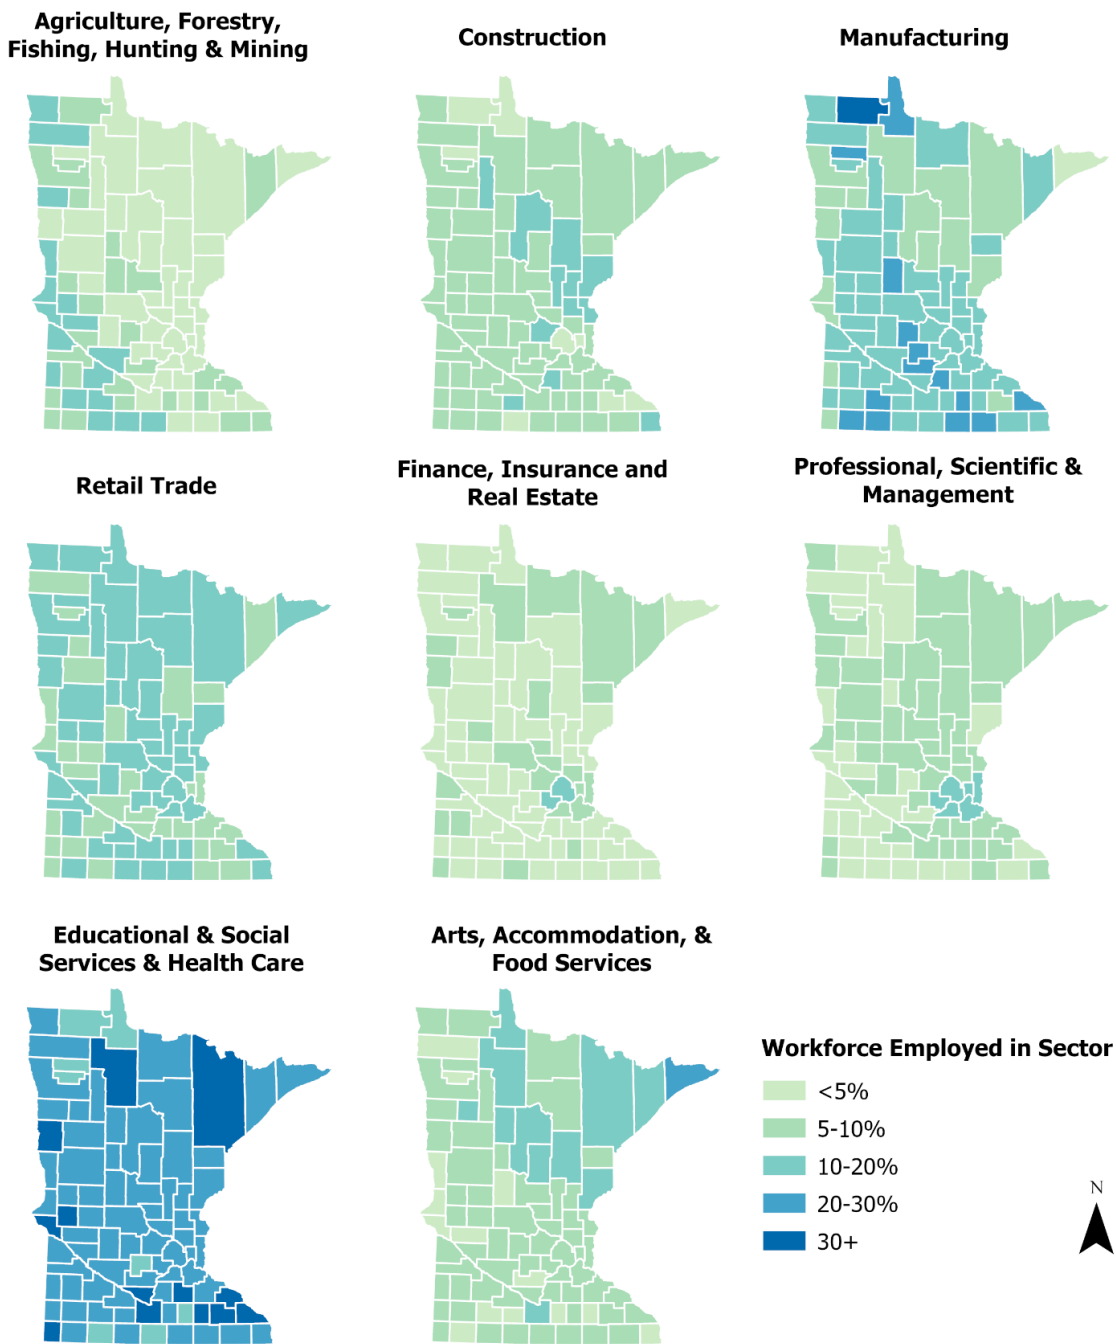 Agriculture, Forestry,
Fishing, Hunting & Mining
Construction
Manufacturing
Retail Trade
Finance, Insurance and
Real Estate
Professional, Scientific &
Management
Educational & Social
Services & Health Care
Arts, Accommodation, &
Food Services
Workforce Employed in Sector
<5%
5-10%
10-20%
20-30%
30+
N